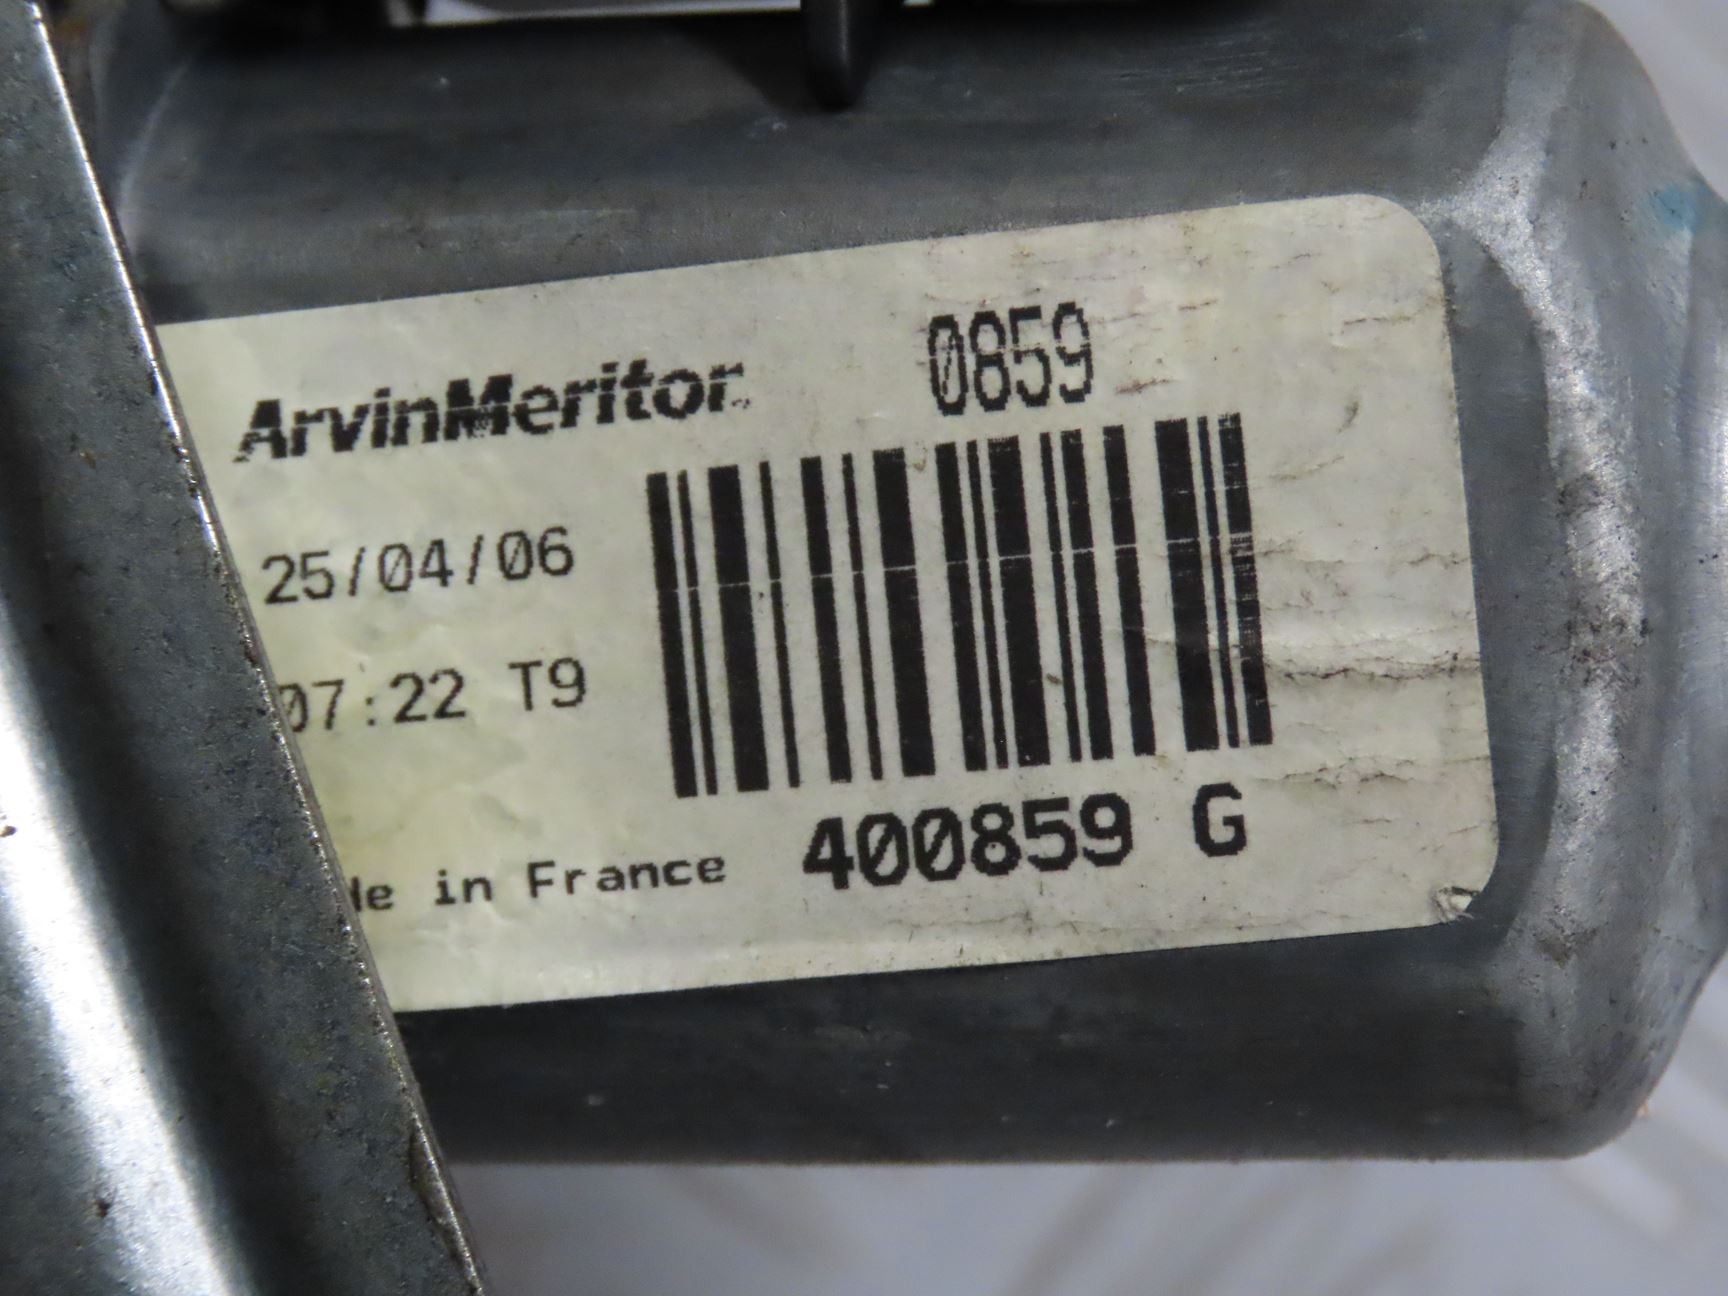 ArvinMeritor
0859
25/04/06
07:22 T9
de in France
400859 G